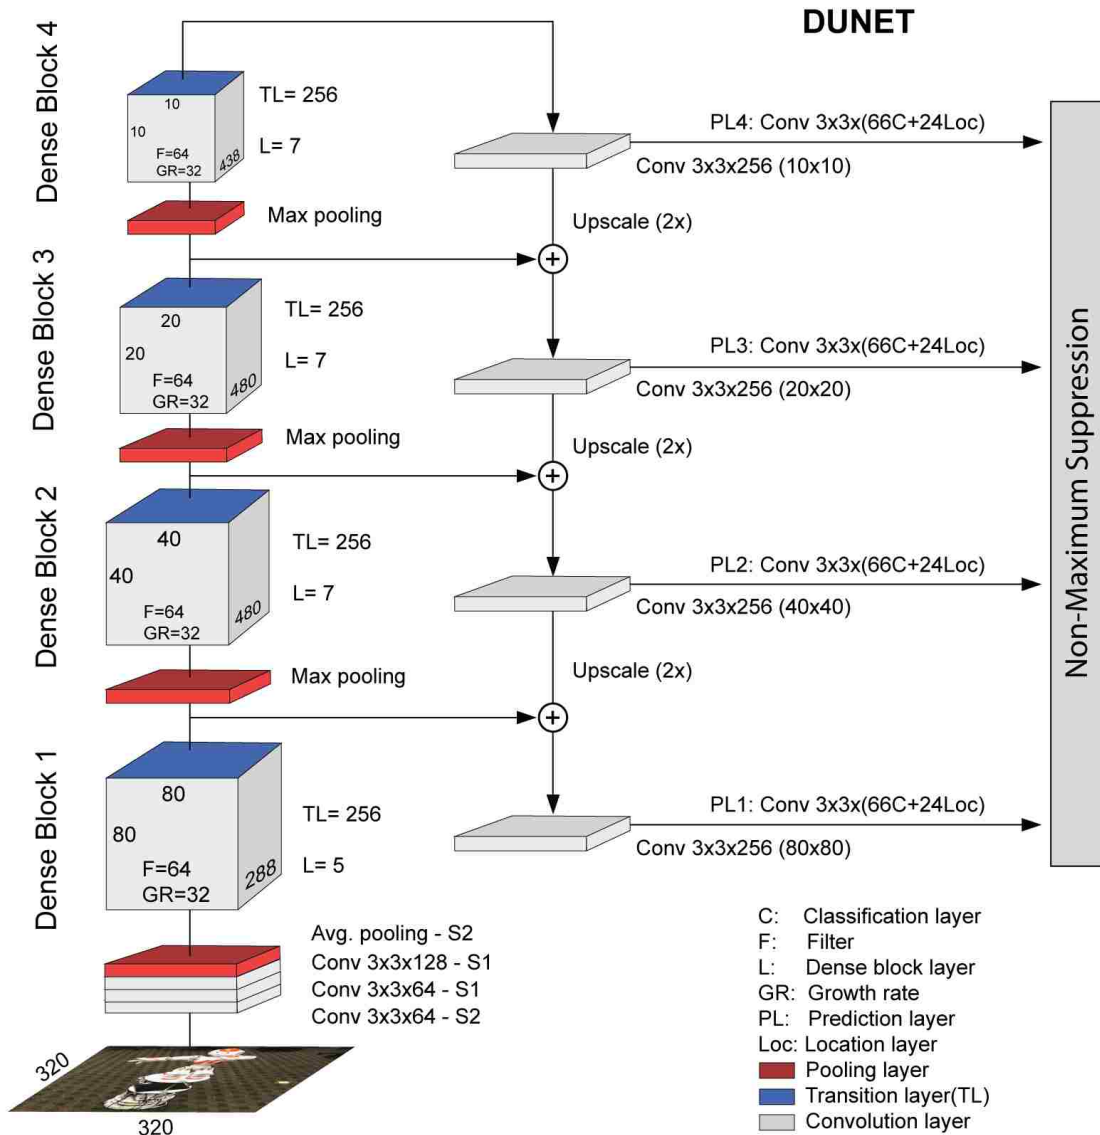 DUNET
Dense Block 4
10
10
F=64
GR=32
438
TL= 256
L= 7
PL4: Conv 3x3x(66C+24Loc)
Conv 3x3x256 (10x10)
Max pooling
Upscale (2x)
+
Dense Block 3
20
20
F=64
GR=32
480
TL= 256
L= 7
PL3: Conv 3x3x(66C+24Loc)
Conv 3x3x256 (20x20)
Max pooling
Upscale (2x)
+
Dense Block 2
40
40
F=64
GR=32
480
TL= 256
L= 7
PL2: Conv 3x3x(66C+24Loc)
Conv 3x3x256 (40x40)
Max pooling
Upscale (2x)
+
Dense Block 1
80
80
F=64
GR=32
288
TL= 256
L= 5
PL1: Conv 3x3x(66C+24Loc)
Conv 3x3x256 (80x80)
Non-Maximum Suppression
Avg. pooling - S2
Conv 3x3x128 - S1
Conv 3x3x64 - S1
Conv 3x3x64 - S2
320
320
C: Classification layer
F: Filter
L: Dense block layer
GR: Growth rate
PL: Prediction layer
Loc: Location layer
Pooling layer
Transition layer(TL)
Convolution layer